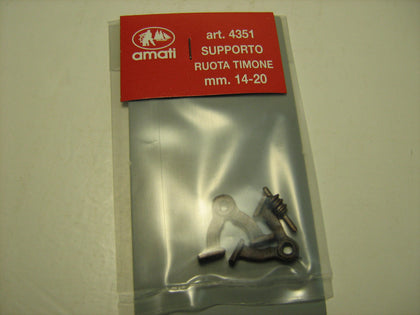 amati
art. 4351
SUPPORTO
RUOTA TIMONE
mm. 14-20